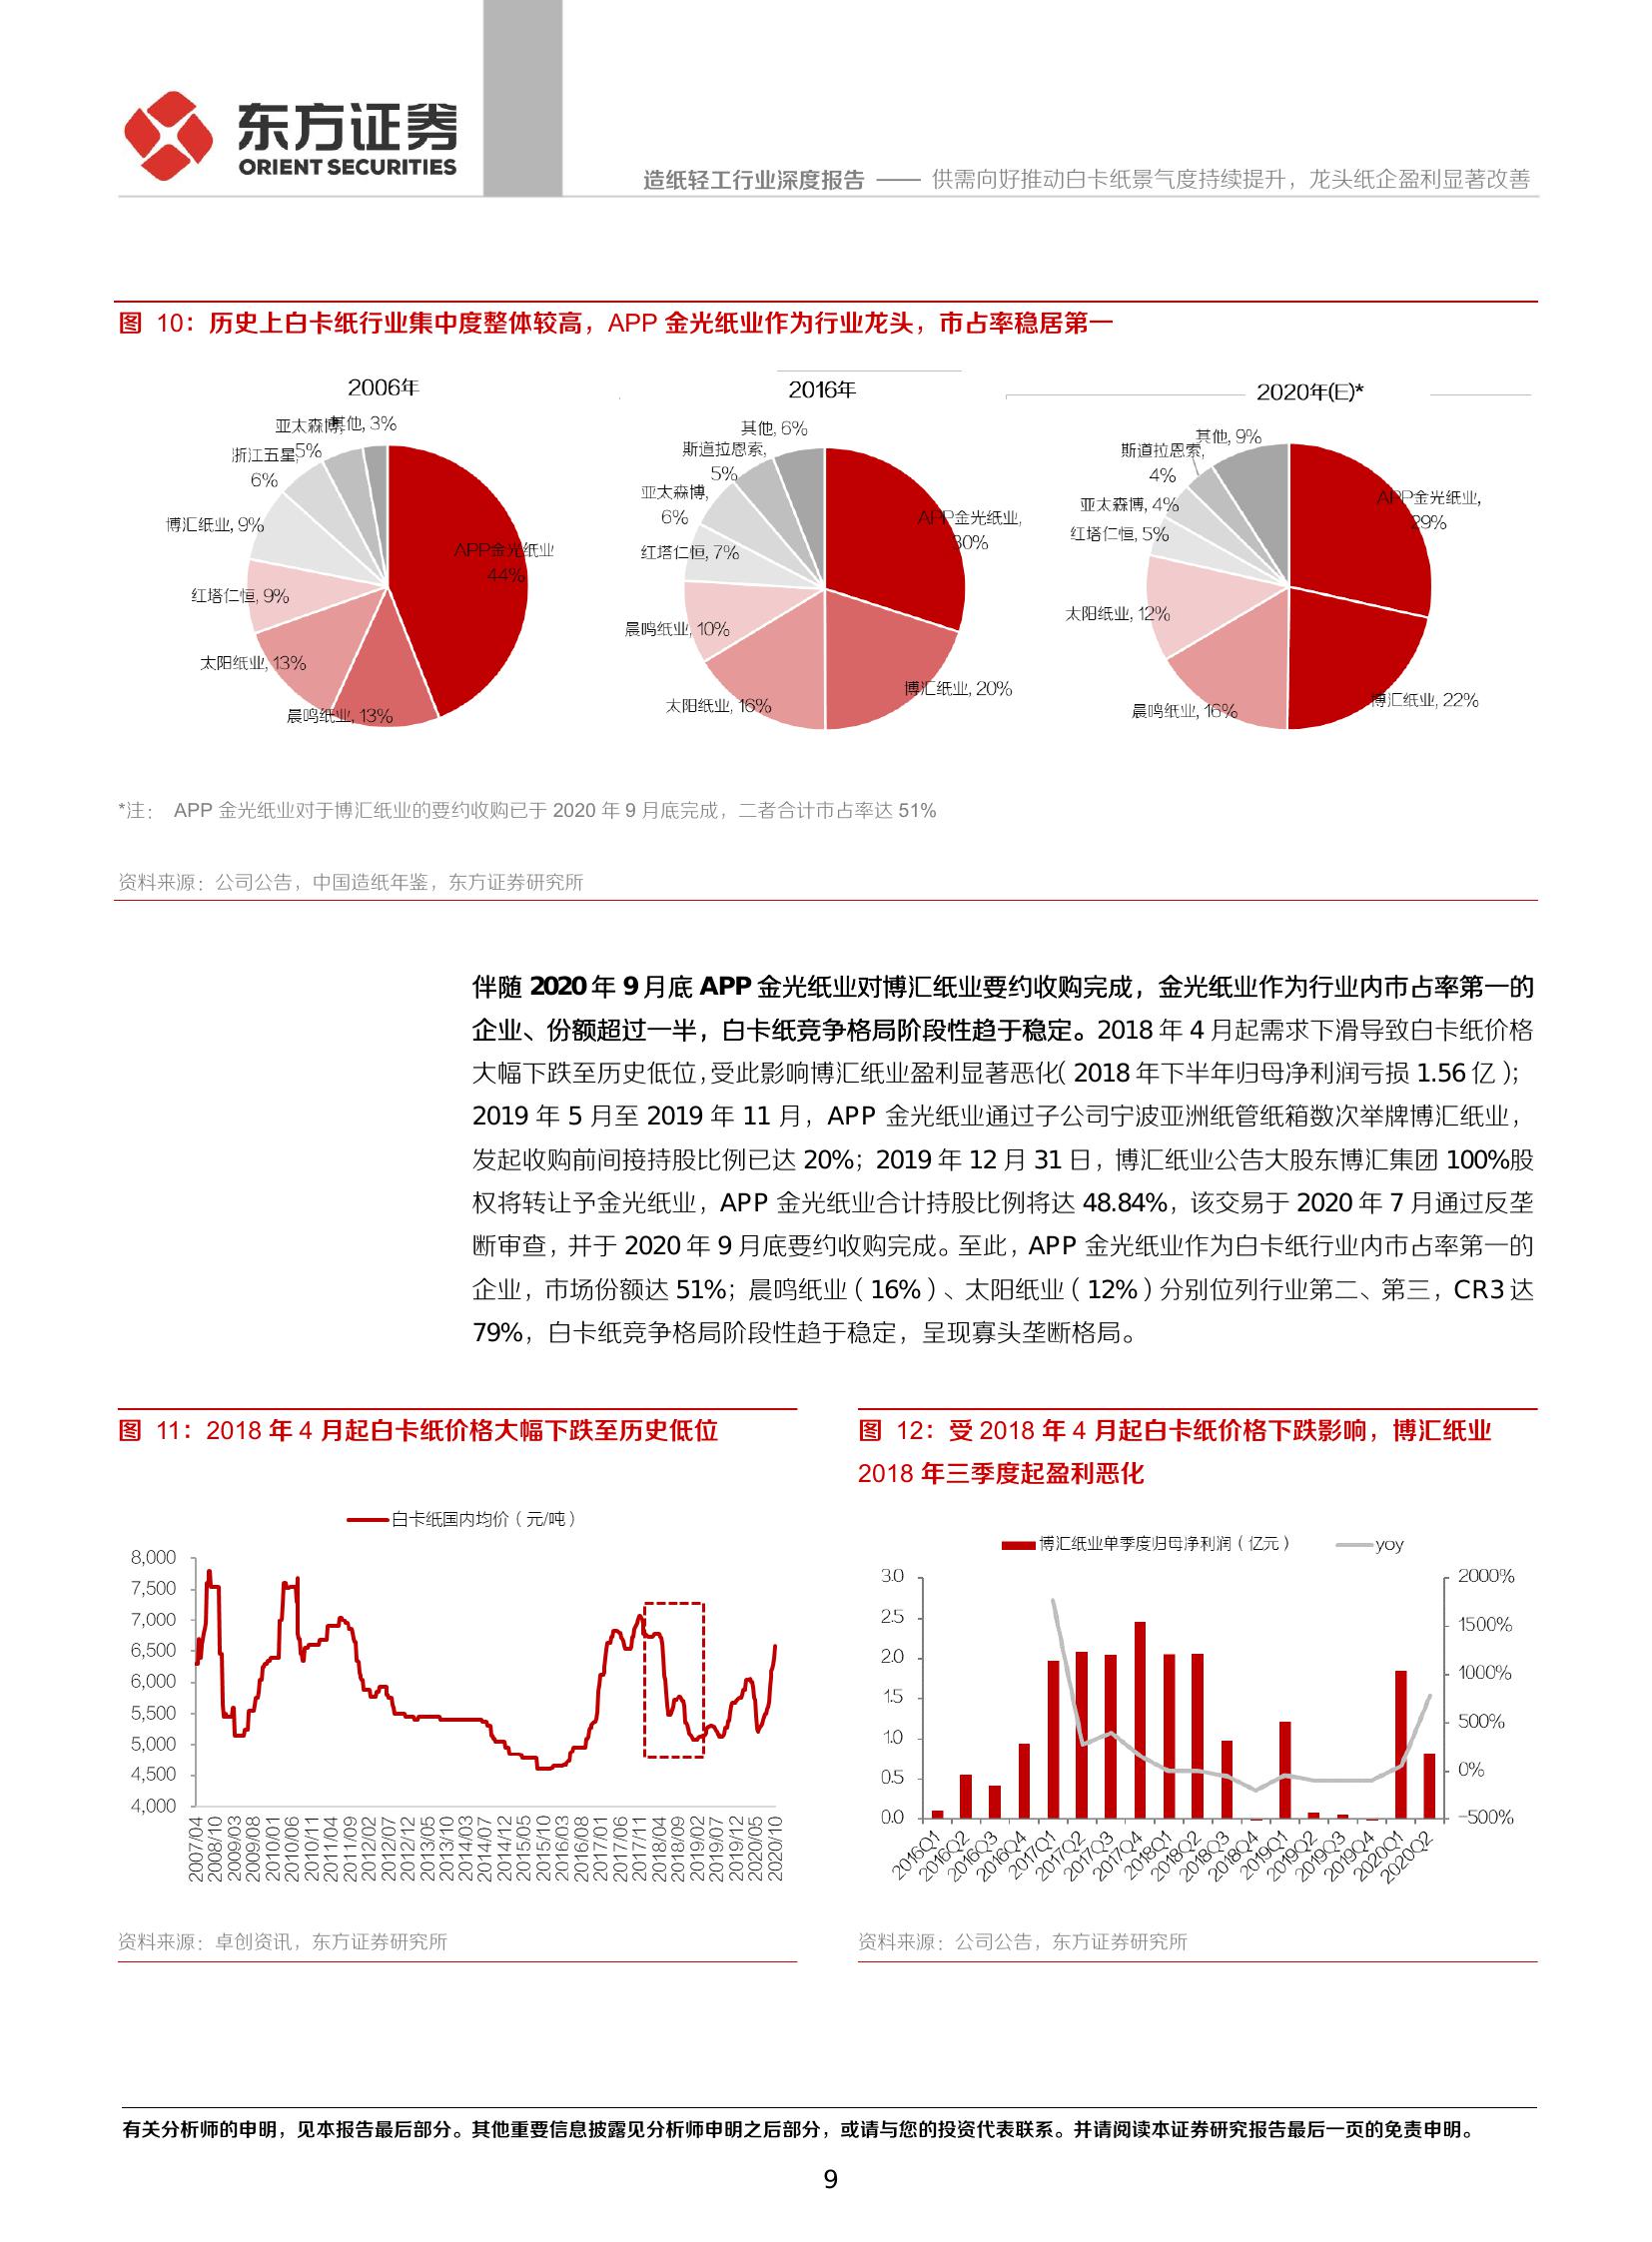 东方证券
ORIENT SECURITIES
造纸轻工行业深度报告 —— 供需向好推动白卡纸景气度持续提升，龙头纸企盈利显著改善
图 10：历史上白卡纸行业集中度整体较高，APP 金光纸业作为行业龙头，市占率稳居第一
2006年
亚太森博,
5%
其他, 3%
浙江五星,
6%
博汇纸业, 9%
APP金光纸业
44%
红塔仁恒, 9%
太阳纸业, 13%
晨鸣纸业, 13%
2016年
其他, 6%
斯道拉恩索,
5%
亚太森博,
6%
APP金光纸业,
30%
红塔仁恒, 7%
晨鸣纸业, 10%
博汇纸业, 20%
太阳纸业, 16%
2020年(E)*
其他, 9%
斯道拉恩索,
4%
APP金光纸业,
29%
亚太森博, 4%
红塔仁恒, 5%
太阳纸业, 12%
博汇纸业, 22%
晨鸣纸业, 16%
*注： APP 金光纸业对于博汇纸业的要约收购已于 2020 年 9 月底完成，二者合计市占率达 51%
资料来源：公司公告，中国造纸年鉴，东方证券研究所
伴随 2020 年 9 月底 APP 金光纸业对博汇纸业要约收购完成，金光纸业作为行业内市占率第一的
企业、份额超过一半，白卡纸竞争格局阶段性趋于稳定。2018 年 4 月起需求下滑导致白卡纸价格
大幅下跌至历史低位，受此影响博汇纸业盈利显著恶化（2018 年下半年归母净利润亏损 1.56 亿）；
2019 年 5 月至 2019 年 11 月，APP 金光纸业通过子公司宁波亚洲纸管纸箱数次举牌博汇纸业，
发起收购前间接持股比例已达 20%；2019 年 12 月 31 日，博汇纸业公告大股东博汇集团 100%股
权将转让予金光纸业，APP 金光纸业合计持股比例将达 48.84%，该交易于 2020 年 7 月通过反垄
断审查，并于 2020 年 9 月底要约收购完成。至此，APP 金光纸业作为白卡纸行业内市占率第一的
企业，市场份额达 51%；晨鸣纸业（16%）、太阳纸业（12%）分别位列行业第二、第三，CR3 达
79%，白卡纸竞争格局阶段性趋于稳定，呈现寡头垄断格局。
图 11：2018 年 4 月起白卡纸价格大幅下跌至历史低位
白卡纸国内均价（元/吨）
8,000
7,500
7,000
6,500
6,000
5,500
5,000
4,500
4,000
2007/04
2008/10
2009/03
2009/08
2010/01
2010/06
2010/11
2011/04
2011/09
2012/02
2012/07
2012/12
2013/05
2013/10
2014/03
2014/07
2014/12
2015/05
2015/10
2016/03
2016/08
2017/01
2017/06
2017/11
2018/04
2018/09
2019/02
2019/07
2019/12
2020/05
2020/10
资料来源：卓创资讯，东方证券研究所
图 12：受 2018 年 4 月起白卡纸价格下跌影响，博汇纸业
2018 年三季度起盈利恶化
博汇纸业单季度归母净利润（亿元）
yoy
3.0
2.5
2.0
1.5
1.0
0.5
0.0
2000%
1500%
1000%
500%
0%
-500%
2016Q1
2016Q2
2016Q3
2016Q4
2017Q1
2017Q2
2017Q3
2017Q4
2018Q1
2018Q2
2018Q3
2018Q4
2019Q1
2019Q2
2019Q3
2019Q4
2020Q1
2020Q2
资料来源：公司公告，东方证券研究所
有关分析师的申明，见本报告最后部分。其他重要信息披露见分析师申明之后部分，或请与您的投资代表联系。并请阅读本证券研究报告最后一页的免责申明。
9